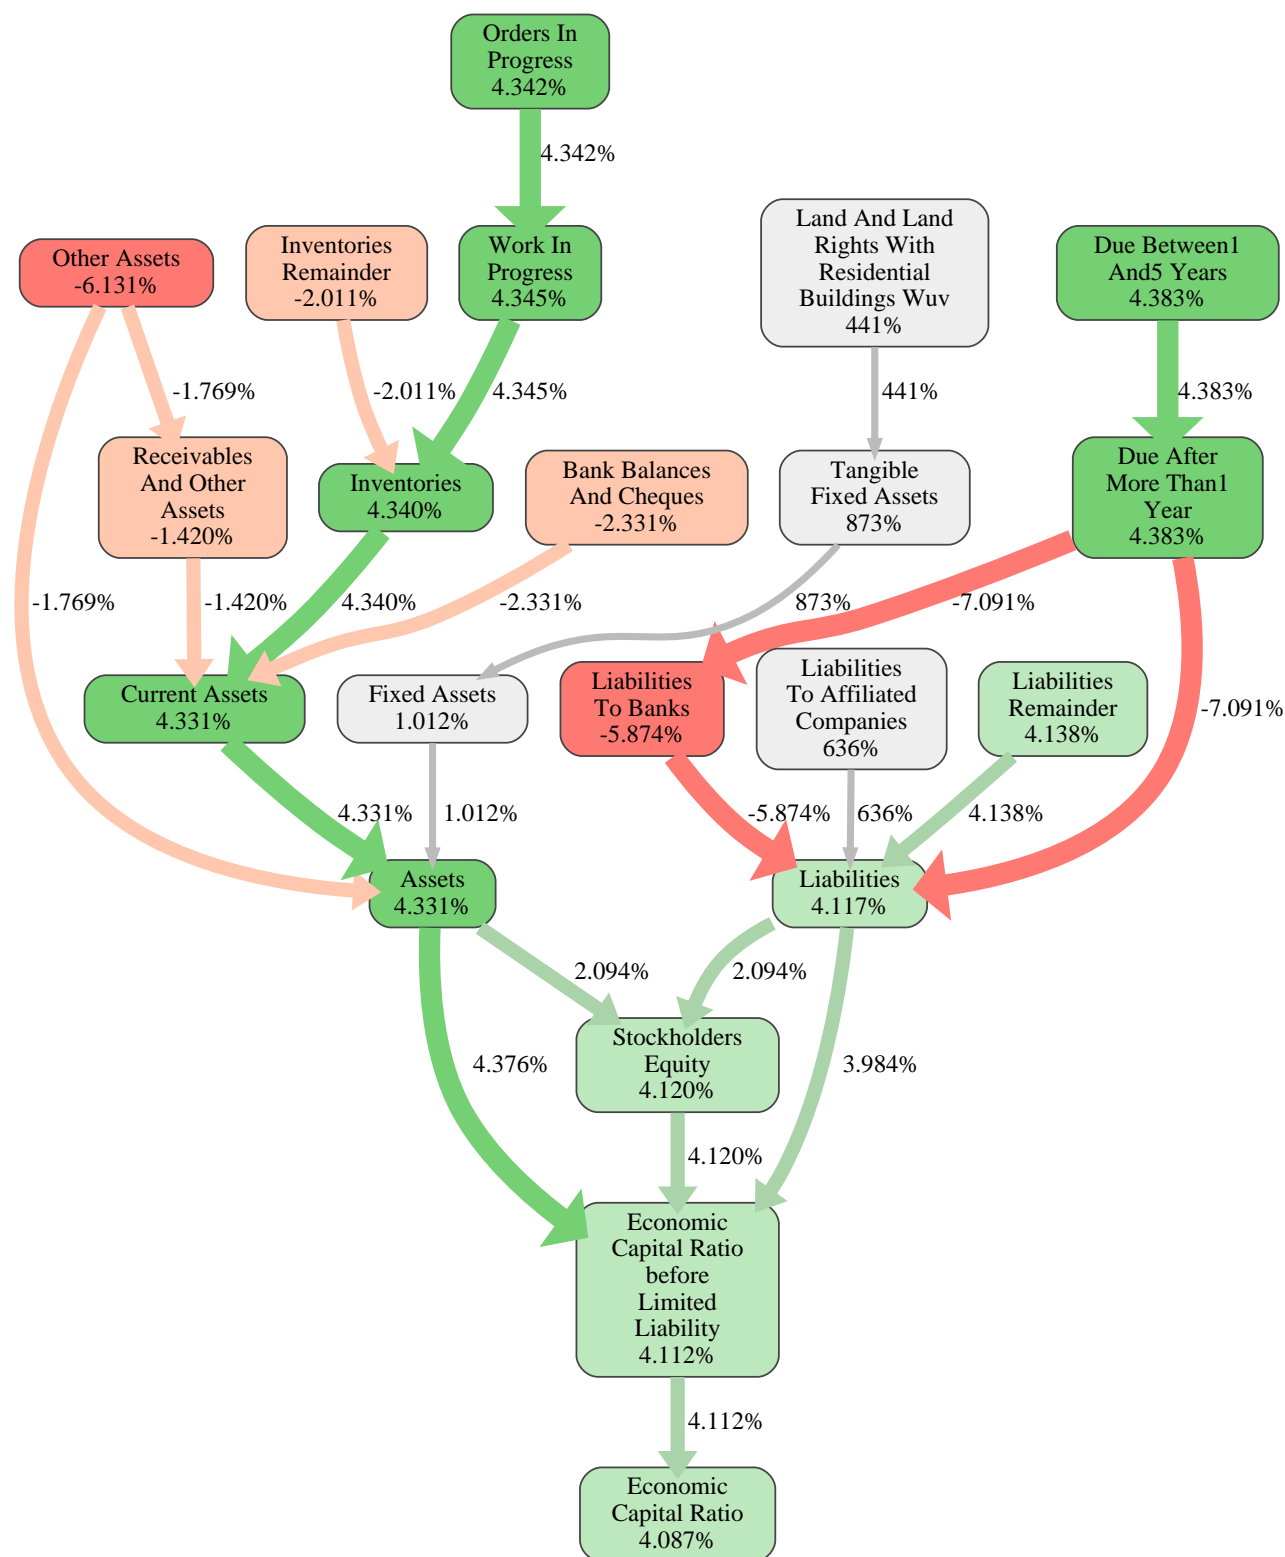 Orders In
Progress
4.342%
4.342%
Other Assets
-6.131%
Inventories
Remainder
-2.011%
Work In
Progress
4.345%
Land And Land
Rights With
Residential
Buildings Wuv
441%
Due Between1
And5 Years
4.383%
-1.769%
-2.011%
4.345%
441%
4.383%
Receivables
And Other
Assets
-1.420%
Inventories
4.340%
Bank Balances
And Cheques
-2.331%
Tangible
Fixed Assets
873%
Due After
More Than1
Year
4.383%
-1.769%
-1.420%
4.340%
-2.331%
873%
-7.091%
Current Assets
4.331%
Fixed Assets
1.012%
Liabilities
To Banks
-5.874%
Liabilities
To Affiliated
Companies
636%
Liabilities
Remainder
4.138%
-7.091%
4.331%
1.012%
-5.874%
636%
4.138%
Assets
4.331%
Liabilities
4.117%
2.094%
2.094%
Stockholders
Equity
4.120%
4.376%
3.984%
4.120%
Economic
Capital Ratio
before
Limited
Liability
4.112%
4.112%
Economic
Capital Ratio
4.087%